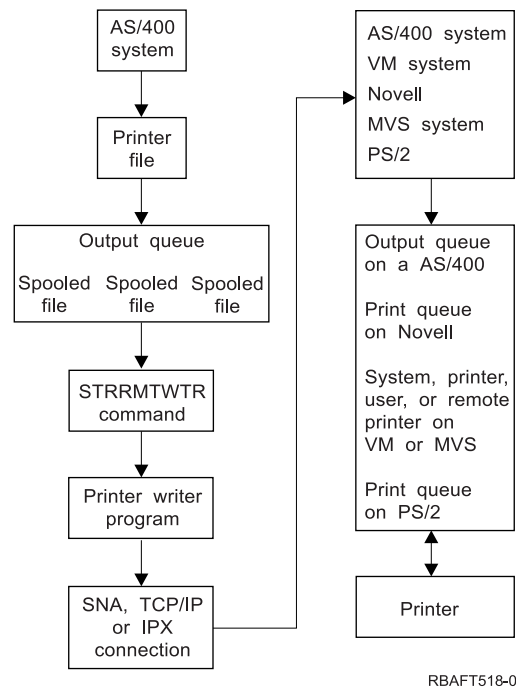 AS/400
system
Printer
file
Output queue
Spooled Spooled Spooled
file file file
STRRMTWTR
command
Printer writer
program
SNA, TCP/IP
or IPX
connection
AS/400 system
VM system
Novell
MVS system
PS/2
Output queue
on a AS/400
Print queue
on Novell
System, printer,
user, or remote
printer on
VM or MVS
Print queue
on PS/2
Printer
RBAFT518-0